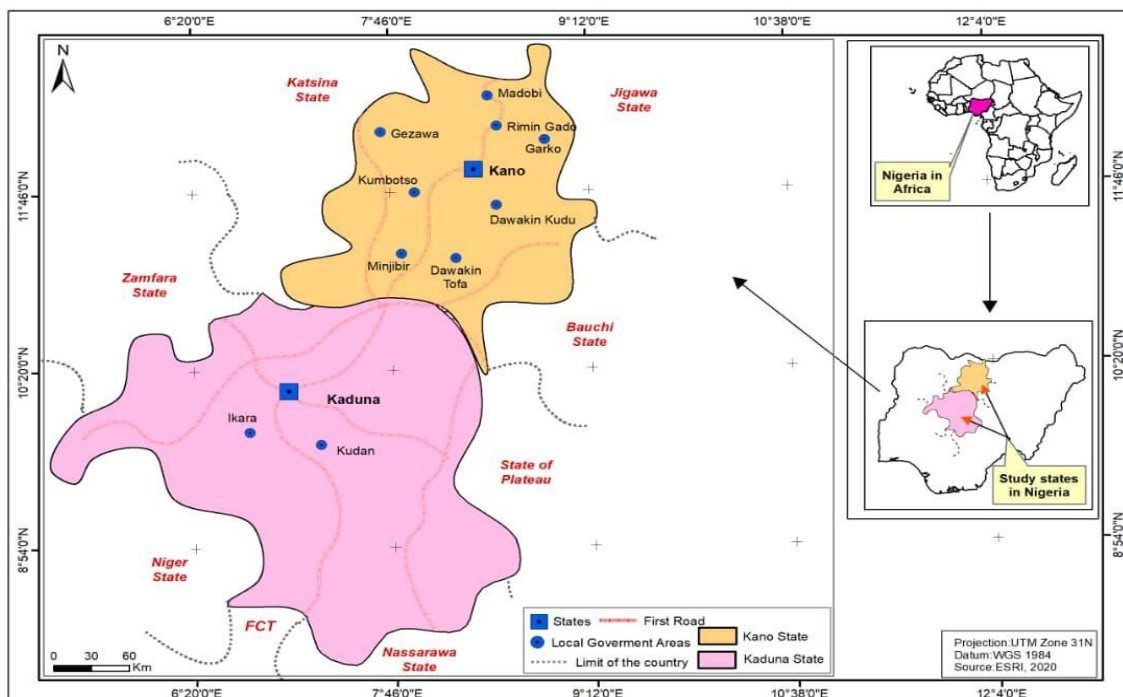 6°20'0"E 7°46'0"E 9°12'0"E 10°38'0"E 12°4'0"E
N
Katsina
State
Jigawa
State
Madobi
Gezawa
Rimin Gado
Garko
Kano
Kumbotso
Dawakin Kudu
Minjibir
Dawakin
Tofa
Zamfara
State
Bauchi
State
Kaduna
Ikara
Kudan
State of
Plateau
Niger
State
FCT
Nassarawa
State
11°46'0"N
10°20'0"N
8°54'0"N
11°46'0"N
10°20'0"N
8°54'0"N
Nigeria in
Africa
Study states
in Nigeria
0 30 60
Km
States First Road
Local Goverment Areas
Limit of the country
Kano State
Kaduna State
Projection:UTM Zone 31N
Datum:WGS 1984
Source:ESRI, 2020
6°20'0"E 7°46'0"E 9°12'0"E 10°38'0"E 12°4'0"E